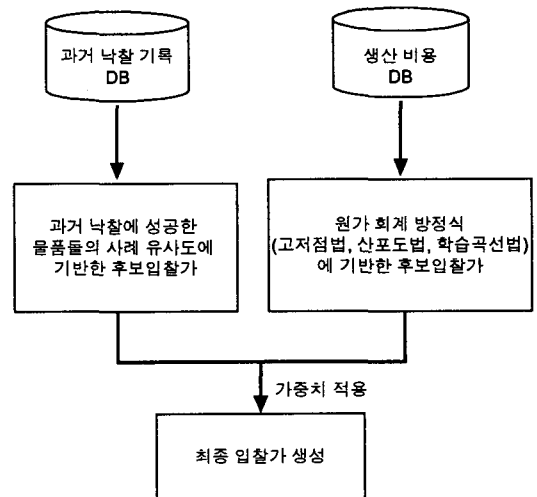 과거 낙찰 기록
DB
생산 비용
DB
과거 낙찰에 성공한
물품들의 사례 유사도에
기반한 후보입찰가
원가 회계 방정식
(고저점법, 산포도법, 학습곡선법)
에 기반한 후보입찰가
가중치 적용
최종 입찰가 생성